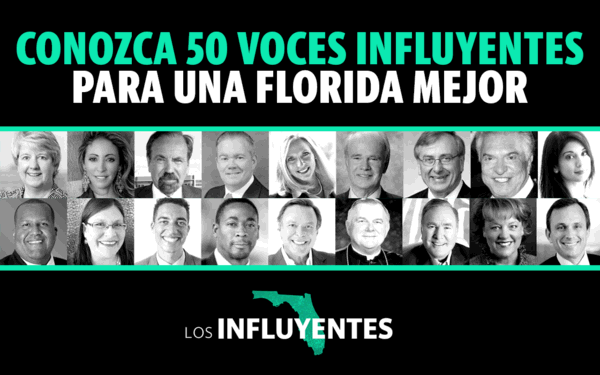 CONOZCA 50 VOCES INFLUYENTES
PARA UNA FLORIDA MEJOR
LOS INFLUYENTES